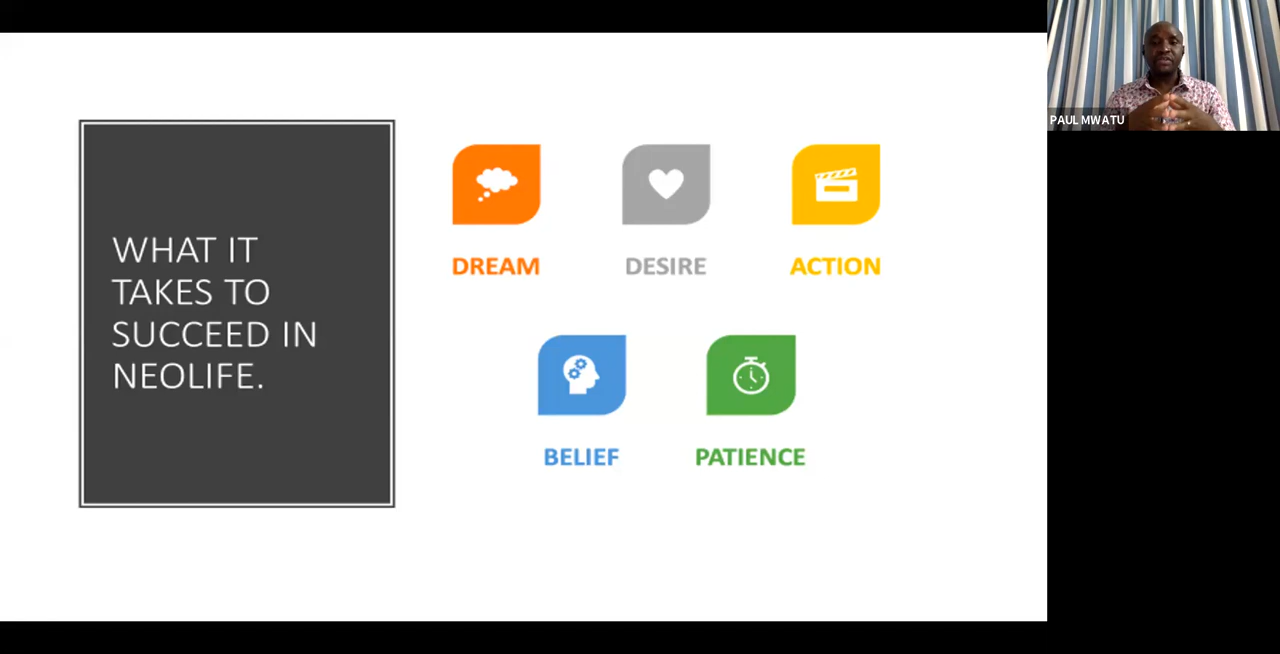 WHAT IT
TAKES TO
SUCCEED IN
NEOLIFE.
DREAM
DESIRE
ACTION
BELIEF
PATIENCE
PAUL MWATU